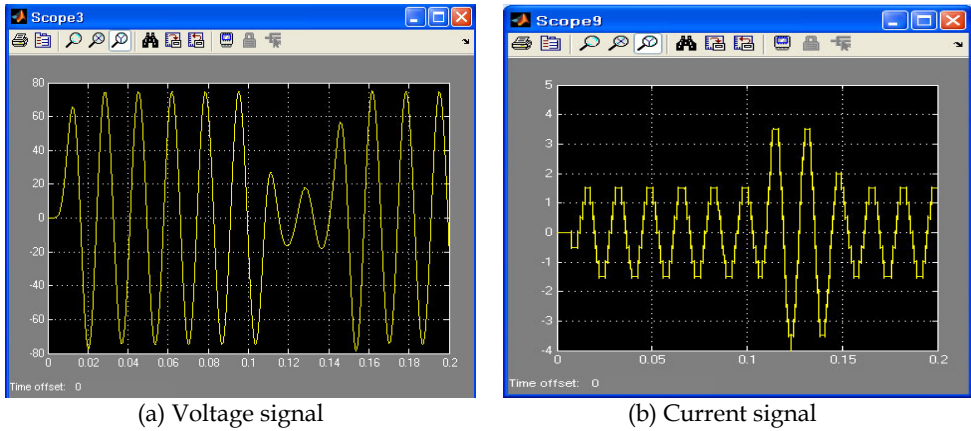 Scope3
80
60
40
20
0
-20
-40
-60
-80
0 0.02 0.04 0.06 0.08 0.1 0.12 0.14 0.16 0.18 0.2
Time offset: 0
(a) Voltage signal
Scope9
5
4
3
2
1
0
-1
-2
-3
-4
0 0.05 0.1 0.15 0.2
Time offset: 0
(b) Current signal